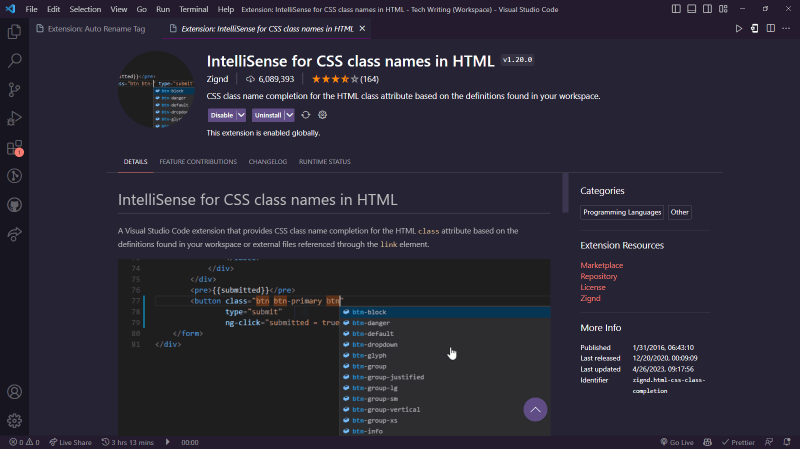 File Edit Selection View Go Run Terminal Help Extension: IntelliSense for CSS class names in HTML - Tech Writing (Workspace) - Visual Studio Code
Extension: Auto Rename Tag Extension: IntelliSense for CSS class names in HTML
IntelliSense for CSS class names in HTML v1.20.0
Zignd 6,089,393 (164)
CSS class name completion for the HTML class attribute based on the definitions found in your workspace.
Disable Uninstall
This extension is enabled globally.
1
DETAILS FEATURE CONTRIBUTIONS CHANGELOG RUNTIME STATUS
IntelliSense for CSS class names in HTML
A Visual Studio Code extension that provides CSS class name completion for the HTML class attribute based on the
definitions found in your workspace or external files referenced through the link element.
74 </div>
75 </div>
76 <pre>{{submitted}}</pre>
77 <button class="btn btn-primary btn"
78 type="submit"
79 ng-click="submitted = true
80 </form>
81 </div>
btn-block
btn-danger
btn-default
btn-dropdown
btn-glyph
btn-group
btn-group-justified
btn-group-lg
btn-group-sm
btn-group-vertical
btn-group-xs
btn-info
Categories
Programming Languages Other
Extension Resources
Marketplace
Repository
License
Zignd
More Info
Published 1/31/2016, 06:43:10
Last released 12/20/2020, 00:09:09
Last updated 4/26/2023, 09:17:56
Identifier zignd.html-css-class-
completion
0 0 Live Share 3 hrs 13 mins 00:00 Go Live Prettier